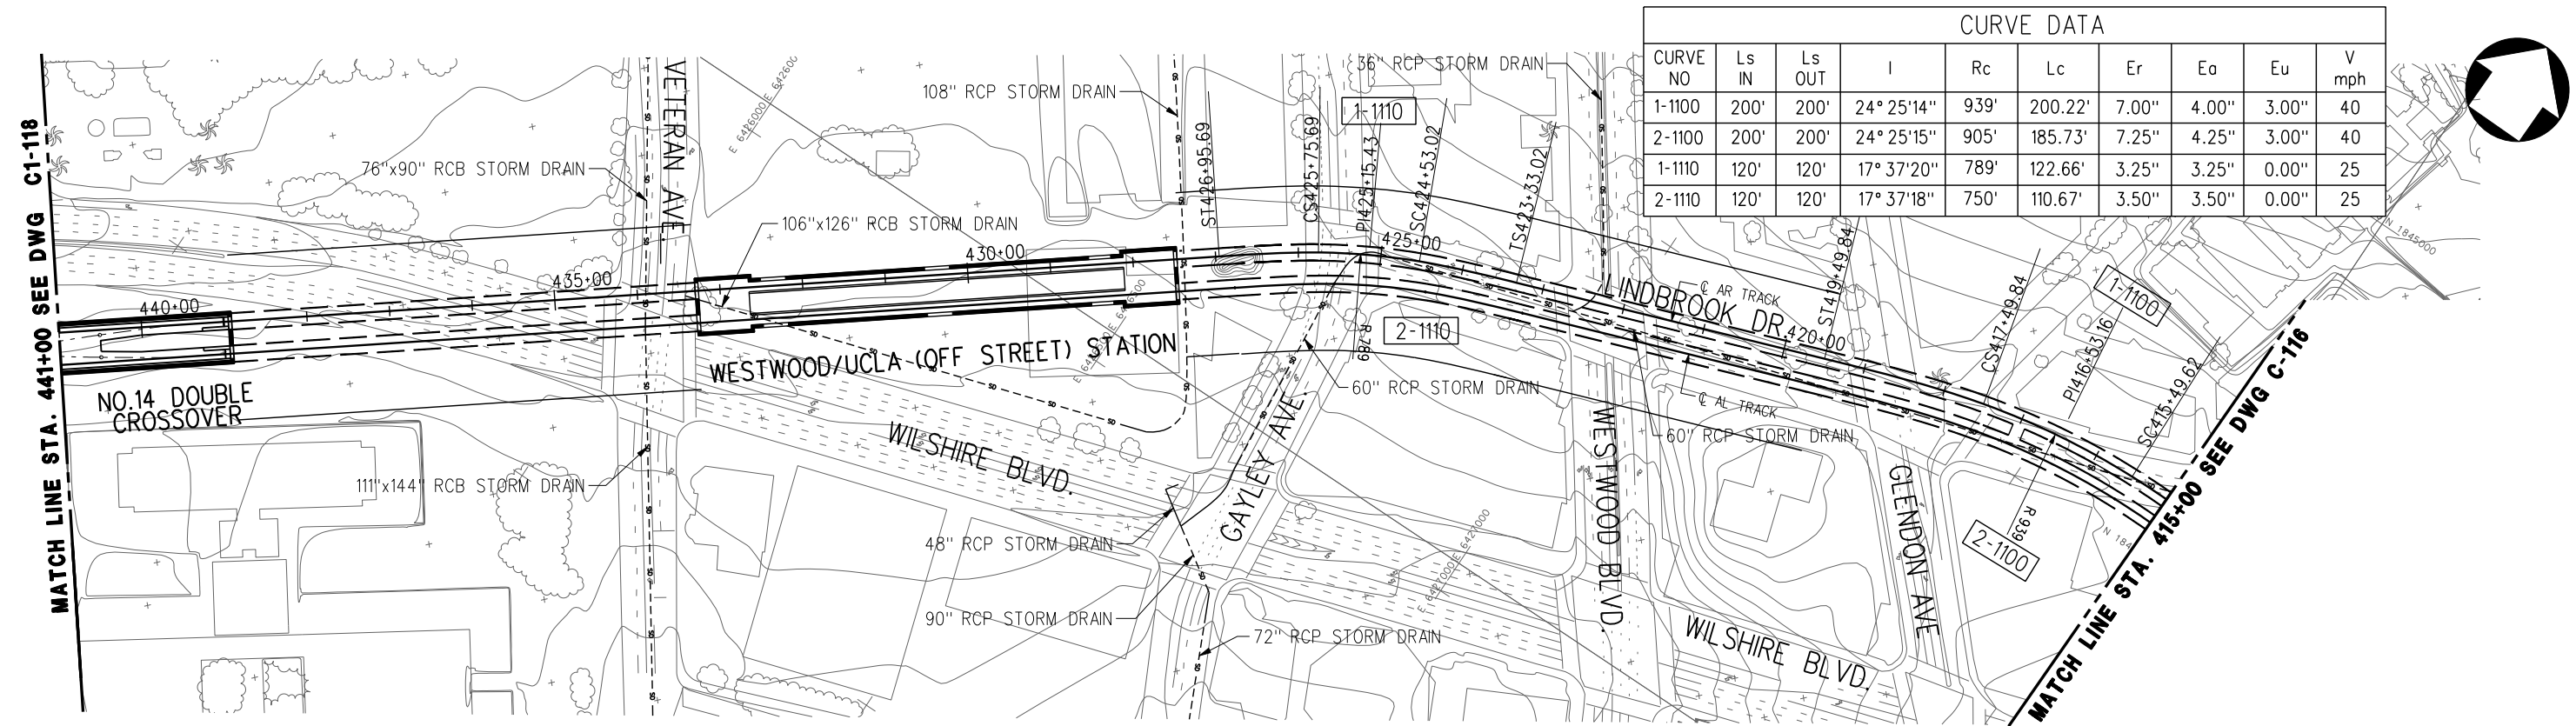 CURVE DATA
CURVE NO Ls IN Ls OUT I Rc Lc Er Ea Eu V mph
1-1100 200' 200' 24°25'14" 939' 200.22' 7.00" 4.00" 3.00" 40
2-1100 200' 200' 24°25'15" 905' 185.73' 7.25" 4.25" 3.00" 40
1-1110 120' 120' 17°37'20" 789' 122.66' 3.25" 3.25" 0.00" 25
2-1110 120' 120' 17°37'18" 750' 110.67' 3.50" 3.50" 0.00" 25
MATCH LINE STA. 441+00 SEE DWG C1-118
76"x90" RCB STORM DRAIN
VETERAN AVE.
E 6426000
E 642600
108" RCP STORM DRAIN
106"x126" RCB STORM DRAIN
36" RCP STORM DRAIN
1-1110
ST426+95.69
CS425+75.69
PI425+15.43
SC424+53.02
TS423+33.02
440+00
435+00
430+00
425+00
420+00
NO.14 DOUBLE
CROSSOVER
WESTWOOD/UCLA (OFF STREET) STATION
R 789
2-1110
LINDBROOK DR.
℄ AR TRACK
℄ AL TRACK
ST419+49.84
CS417+49.84
1-1100
PI416+53.16
SC415+49.62
N 1845000
60" RCP STORM DRAIN
60" RCP STORM DRAIN
WILSHIRE BLVD.
GAYLEY AVE.
WESTWOOD BLVD.
GLENDON AVE
R 939
2-1100
N 184
111"x144" RCB STORM DRAIN
48" RCP STORM DRAIN
90" RCP STORM DRAIN
72" RCP STORM DRAIN
E 6427000
E 6427000
WILSHIRE BLVD.
MATCH LINE STA. 415+00 SEE DWG C-116